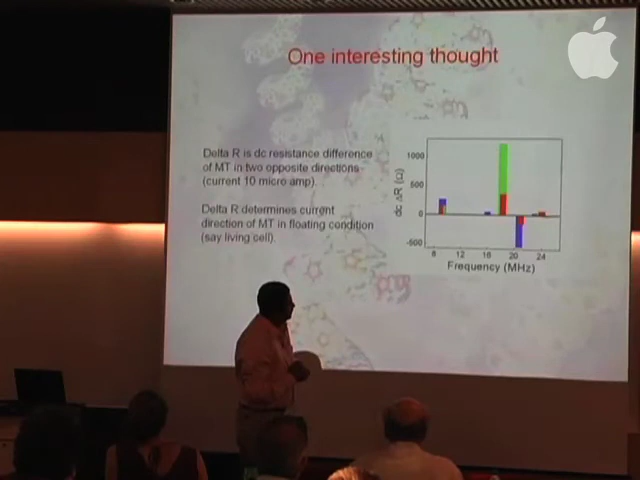 One interesting thought
Delta R is dc resistance difference
of MT in two opposite directions
(current 10 micro amp).
Delta R determines current
direction of MT in floating condition
(say living cell).
dc ΔR (Ω)
1000
500
0
-500
8 12 16 20 24
Frequency (MHz)